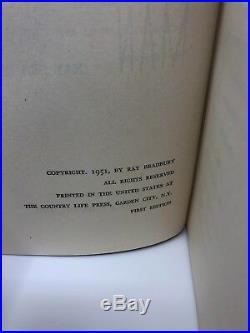 COPYRIGHT, 1951, BY RAY BRADBURY
ALL RIGHTS RESERVED
PRINTED IN THE UNITED STATES AT
THE COUNTRY LIFE PRESS, GARDEN CITY, N.Y.
FIRST EDITION